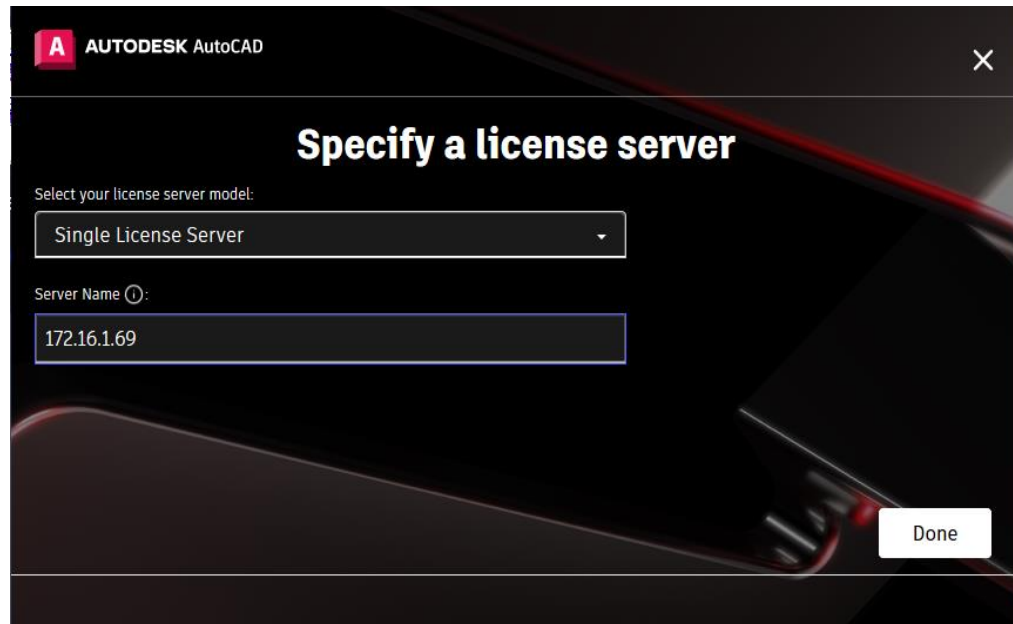 A AUTODESK AutoCAD
Specify a license server
Select your license server model:
Single License Server
Server Name ⓘ:
172.16.1.69
Done